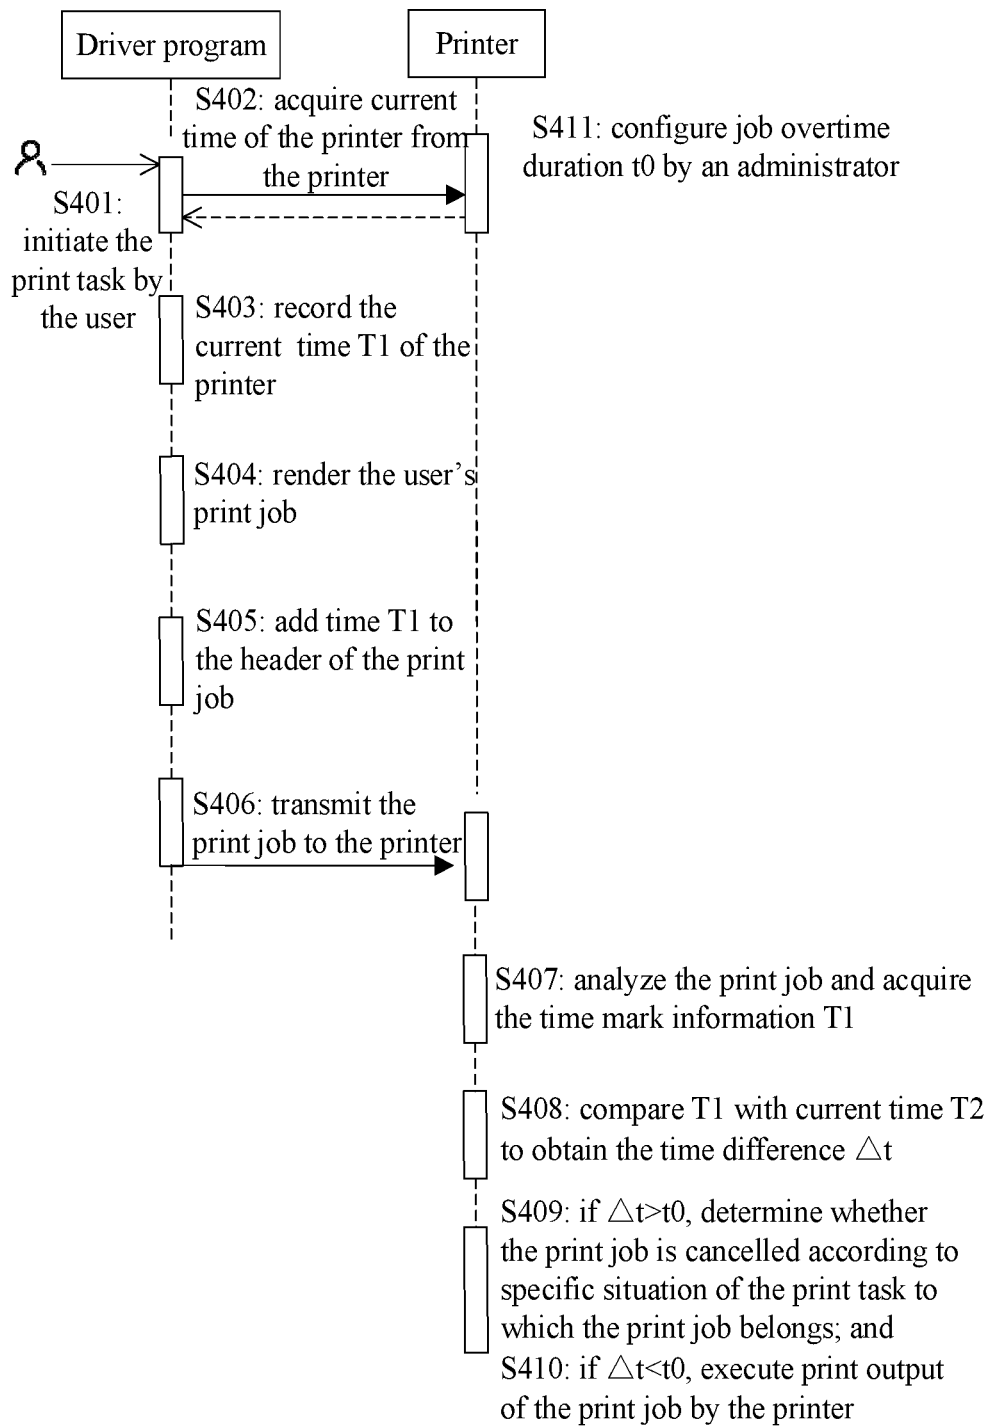 Driver program
Printer
S402: acquire current
time of the printer from
the printer
S411: configure job overtime
duration t0 by an administrator
S401:
initiate the
print task by
the user
S403: record the
current time T1 of the
printer
S404: render the user's
print job
S405: add time T1 to
the header of the print
job
S406: transmit the
print job to the printer
S407: analyze the print job and acquire
the time mark information T1
S408: compare T1 with current time T2
to obtain the time difference △t
S409: if △t>t0, determine whether
the print job is cancelled according to
specific situation of the print task to
which the print job belongs; and
S410: if △t<t0, execute print output
of the print job by the printer